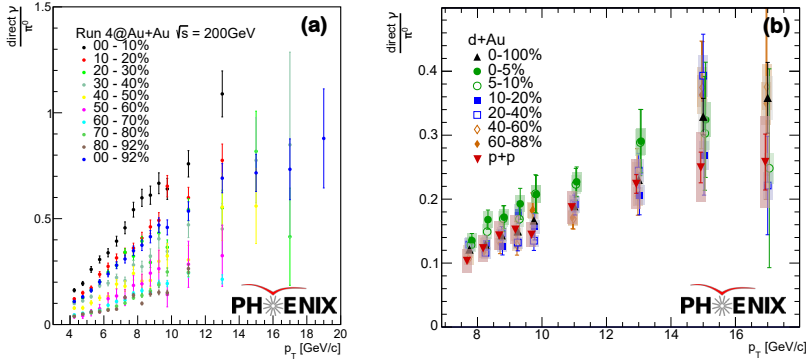 (a)
direct γ
π⁰
Run 4@Au+Au √s = 200GeV
00 - 10%
10 - 20%
20 - 30%
30 - 40%
40 - 50%
50 - 60%
60 - 70%
70 - 80%
80 - 92%
00 - 92%
1.5
1
0.5
0
4 6 8 10 12 14 16 18 20
p_T [GeV/c]
PHENIX
(b)
direct γ
π⁰
d+Au
0-100%
0-5%
5-10%
10-20%
20-40%
40-60%
60-88%
p+p
0.4
0.3
0.2
0.1
0
8 10 12 14 16
p_T [GeV/c]
PHENIX